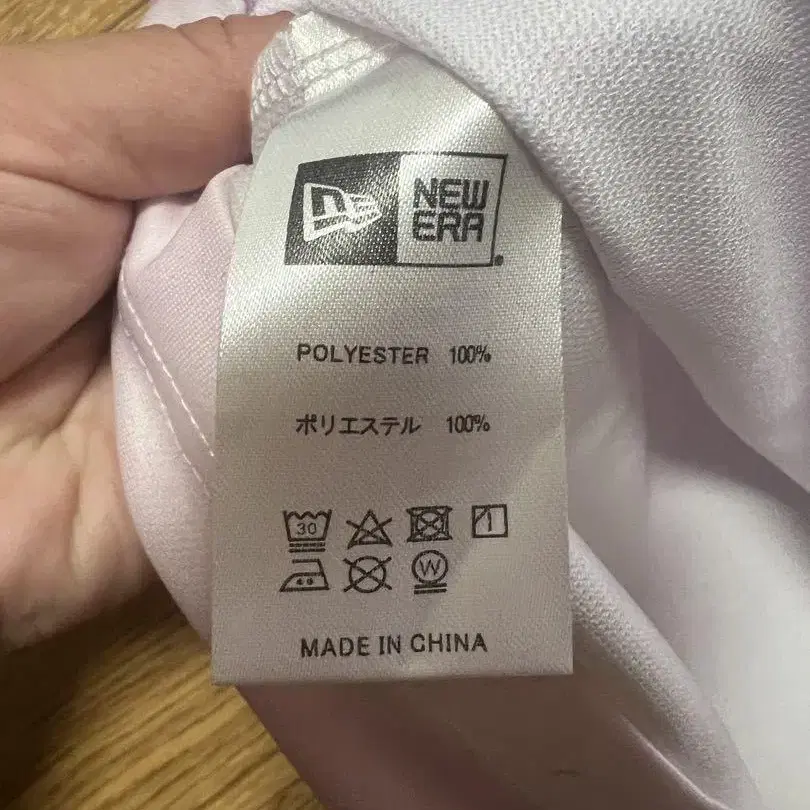 NEW
ERA
POLYESTER 100%
ポリエステル 100%
30
W
MADE IN CHINA